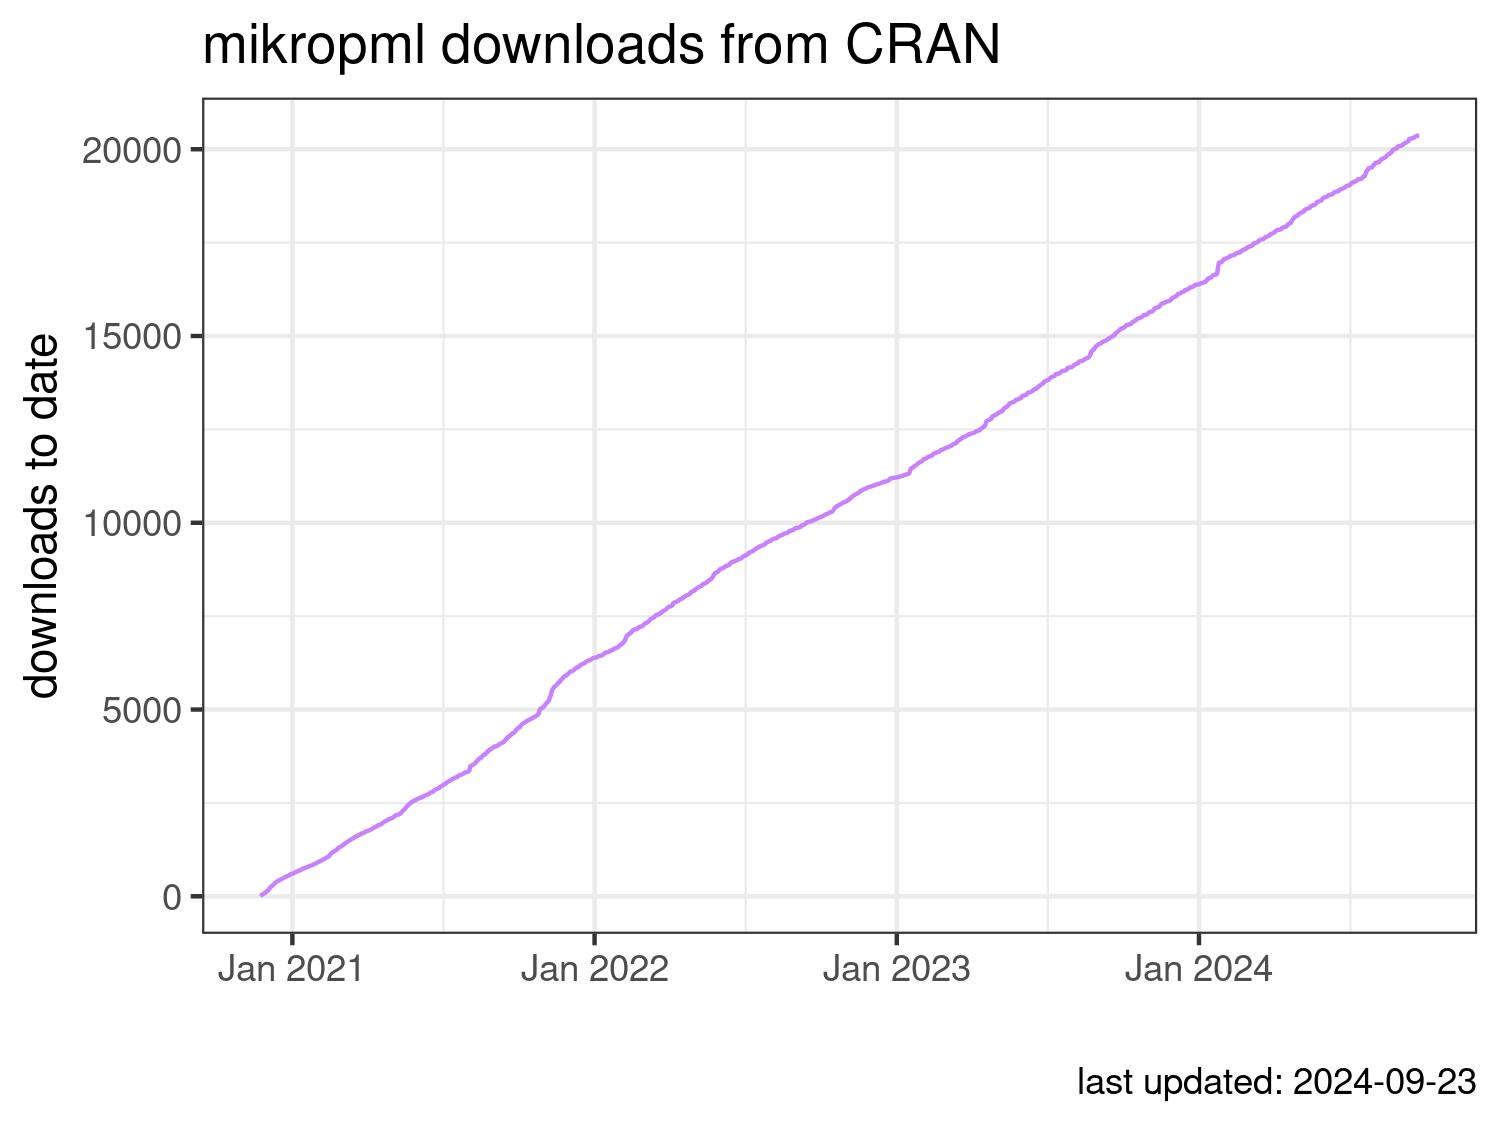 mikropml downloads from CRAN
downloads to date
20000
15000
10000
5000
0
Jan 2021
Jan 2022
Jan 2023
Jan 2024
last updated: 2024-09-23